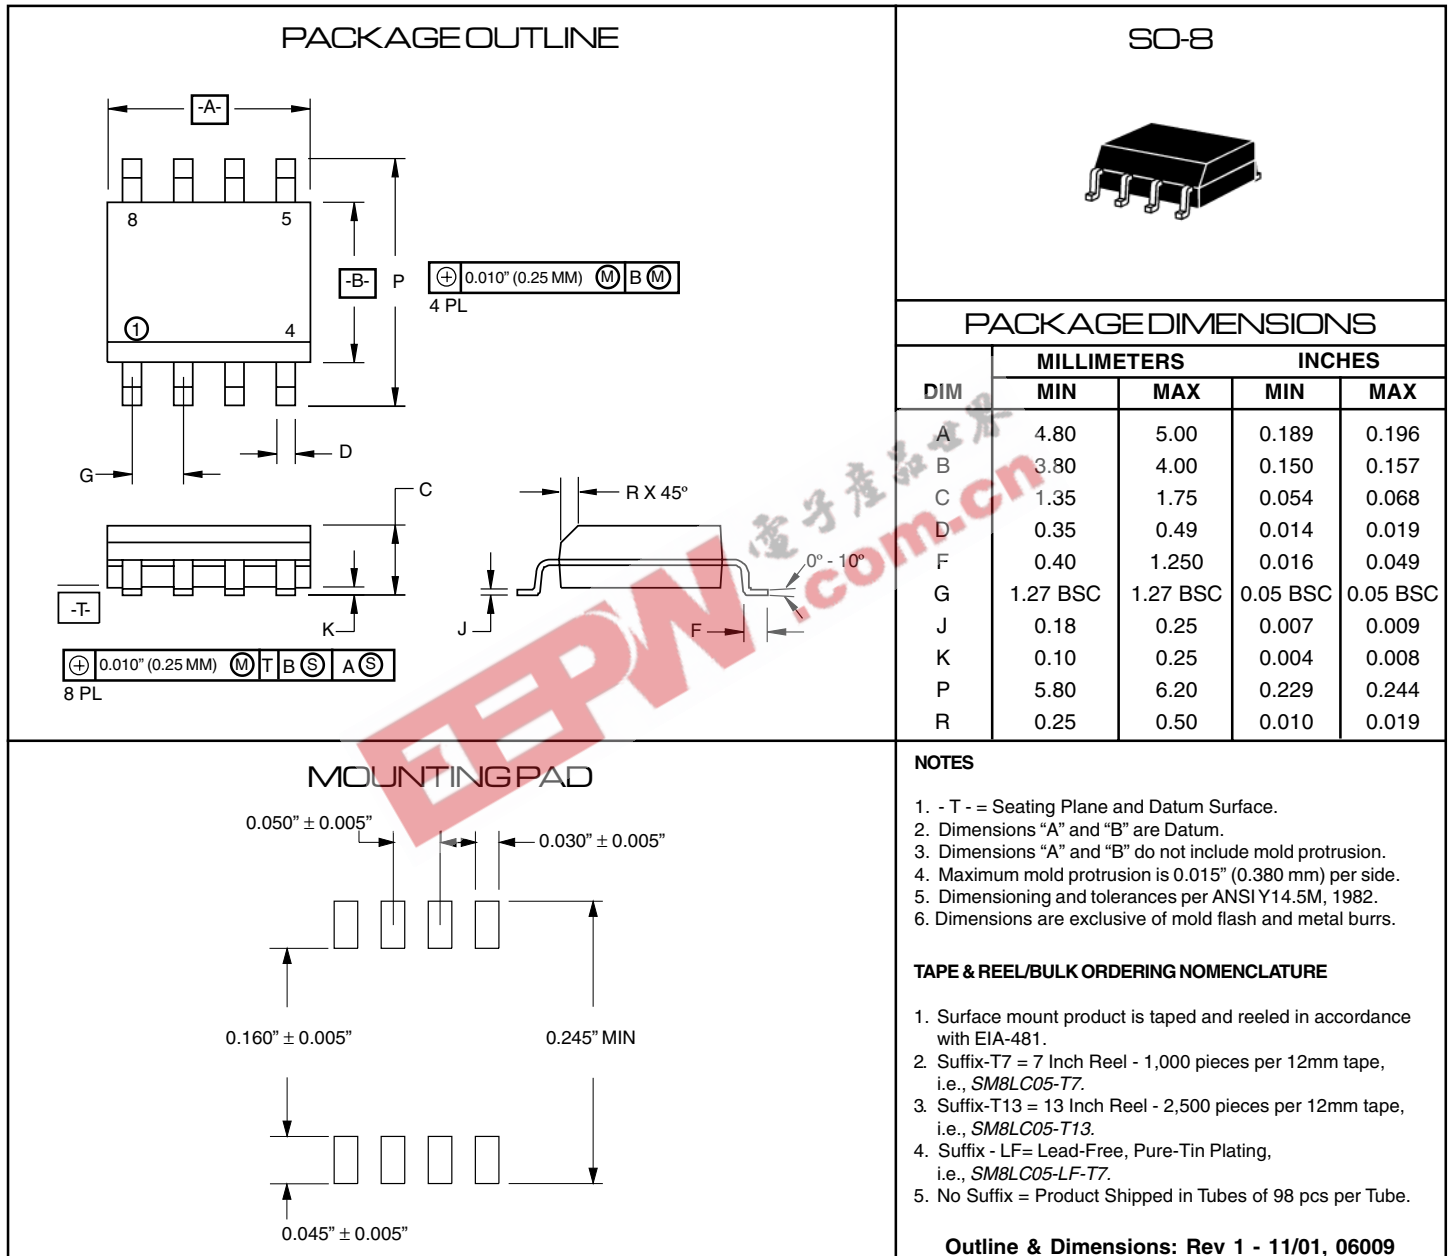 PACKAGE OUTLINE
-A-
8 5
-B- P
⊕ 0.010” (0.25 MM) Ⓜ B Ⓜ
4 PL
1 4
D
G
C
R X 45º
0º - 10º
-T-
K
J
F
⊕ 0.010” (0.25 MM) Ⓜ T B Ⓢ A Ⓢ
8 PL
SO-8
PACKAGE DIMENSIONS
MILLIMETERS INCHES
DIM MIN MAX MIN MAX
A 4.80 5.00 0.189 0.196
B 3.80 4.00 0.150 0.157
C 1.35 1.75 0.054 0.068
D 0.35 0.49 0.014 0.019
F 0.40 1.250 0.016 0.049
G 1.27 BSC 1.27 BSC 0.05 BSC 0.05 BSC
J 0.18 0.25 0.007 0.009
K 0.10 0.25 0.004 0.008
P 5.80 6.20 0.229 0.244
R 0.25 0.50 0.010 0.019
EEPW
.com.cn
電子產品世界
MOUNTING PAD
0.050” ± 0.005”
0.030” ± 0.005”
0.160” ± 0.005”
0.245” MIN
0.045” ± 0.005”
NOTES
1. - T - = Seating Plane and Datum Surface.
2. Dimensions “A” and “B” are Datum.
3. Dimensions “A” and “B” do not include mold protrusion.
4. Maximum mold protrusion is 0.015” (0.380 mm) per side.
5. Dimensioning and tolerances per ANSI Y14.5M, 1982.
6. Dimensions are exclusive of mold flash and metal burrs.
TAPE & REEL/BULK ORDERING NOMENCLATURE
1. Surface mount product is taped and reeled in accordance
with EIA-481.
2. Suffix-T7 = 7 Inch Reel - 1,000 pieces per 12mm tape,
i.e., SM8LC05-T7.
3. Suffix-T13 = 13 Inch Reel - 2,500 pieces per 12mm tape,
i.e., SM8LC05-T13.
4. Suffix - LF= Lead-Free, Pure-Tin Plating,
i.e., SM8LC05-LF-T7.
5. No Suffix = Product Shipped in Tubes of 98 pcs per Tube.
Outline & Dimensions: Rev 1 - 11/01, 06009